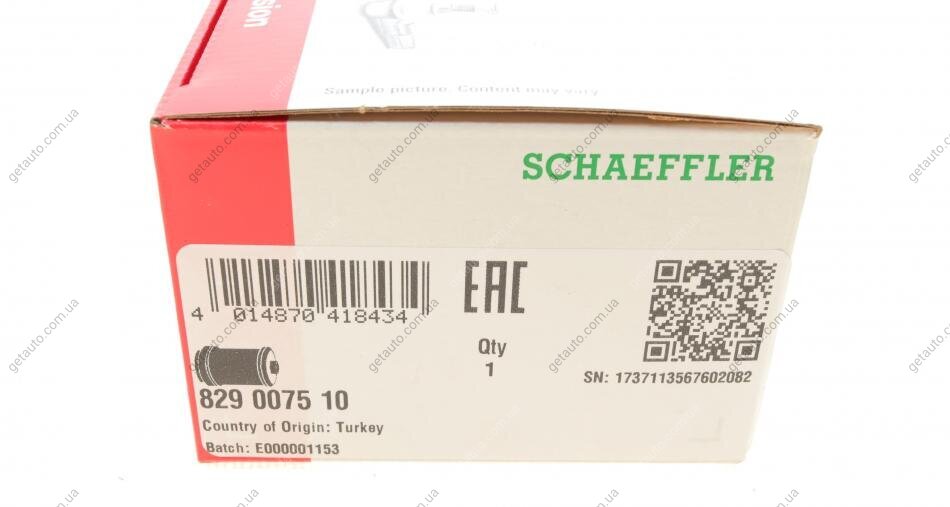 sion
Sample picture. Content may vary
SCHAEFFLER
4 014870 418434
EAC
Qty
1
SN: 1737113567602082
829 0075 10
Country of Origin: Turkey
Batch: E000001153
getauto.com.ua